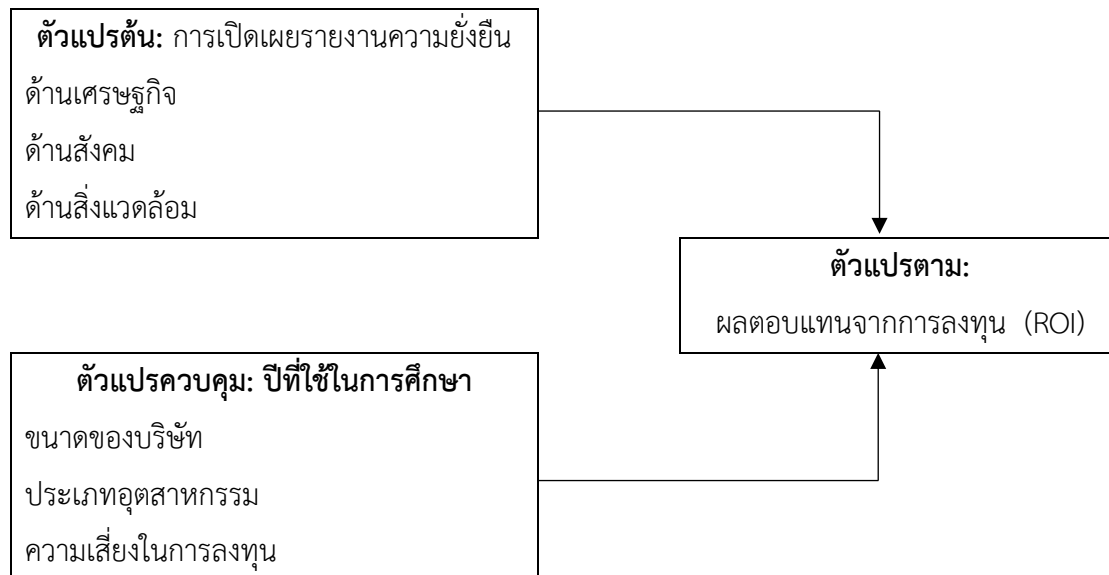 ตัวแปรต้น: การเปิดเผยรายงานความยั่งยืน
ด้านเศรษฐกิจ
ด้านสังคม
ด้านสิ่งแวดล้อม
ตัวแปรตาม:
ผลตอบแทนจากการลงทุน (ROI)
ตัวแปรควบคุม: ปีที่ใช้ในการศึกษา
ขนาดของบริษัท
ประเภทอุตสาหกรรม
ความเสี่ยงในการลงทุน